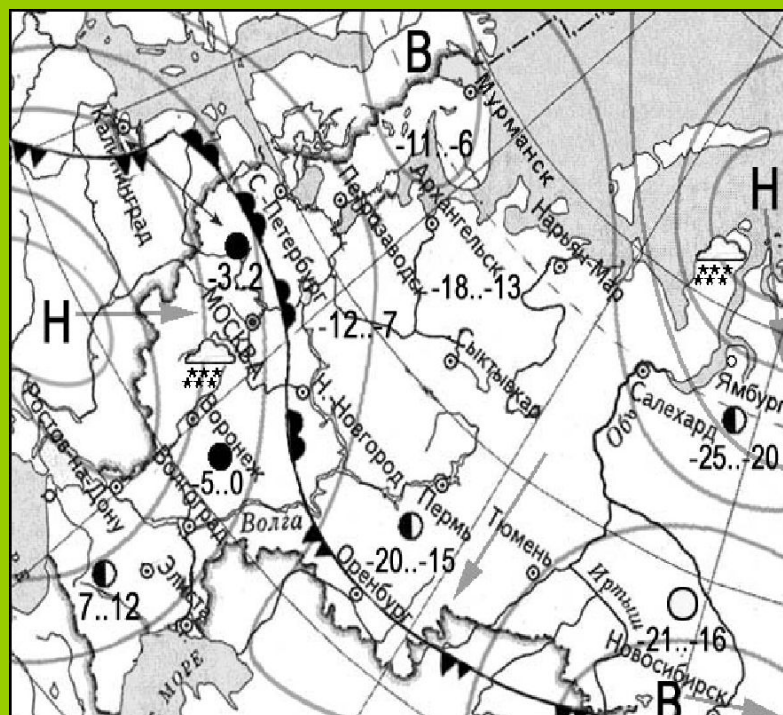 В
Мурманск
Калининград
-11..-6
Н
С.-Петербург
Петрозаводск
Архангельск
Нарьян-Мар
-3..2
-18..-13
МОСКВА
-12..-7
Н
Сыктывкар
Ямбург
Салехард
Ростов-на-Дону
Воронеж
Н. Новгород
Обь
-25..-20
Волгоград
-5..0
Волга
Пермь
Тюмень
Оренбург
-20..-15
Элиста
7..12
Иртыш
-21..-16
Новосибирск
МОРЕ
В